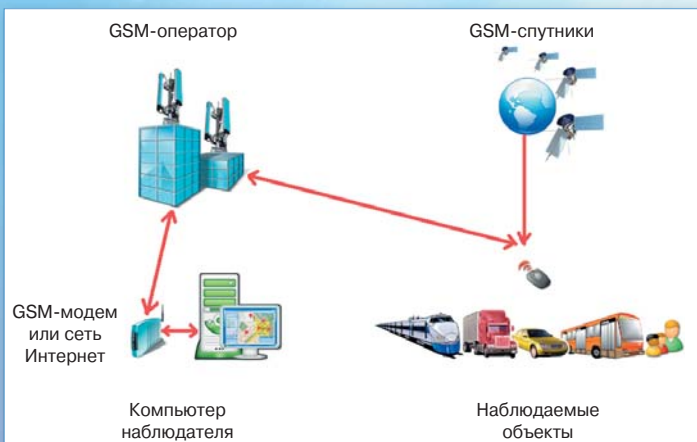 GSM-оператор
GSM-спутники
GSM-модем
или сеть
Интернет
Компьютер
наблюдателя
Наблюдаемые
объекты